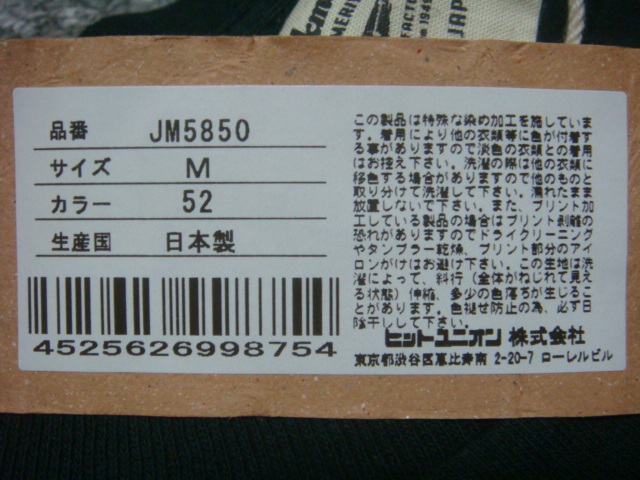 AMERI
FACTOR
JAP
品番 JM5850
サイズ M
カラー 52
生産国 日本製
4525626998754
この製品は特殊な染め加工を施していま
す。着用により他の衣類等に色が付着す
る事がありますので淡色の衣類との着用
はお控え下さい。洗濯の際は他の衣類に
移色する場合がありますので他のものと
取り分けて洗濯して下さい。濡れたまま
放置しないで下さい。また、プリント加
工している製品の場合はプリント剥離の
恐れがありますのでドライクリーニング
やタンブラー乾燥、プリント部分のアイ
ロンがけはお避け下さい。この生地は洗
濯によって、斜行（全体がねじれて見え
る状態）伸縮、多少の色落ちが生じるこ
とがあります。色褪せ防止の為、必ず日
陰干しして下さい。
ヒットユニオン 株式会社
東京都渋谷区恵比寿南 2-20-7 ローレルビル